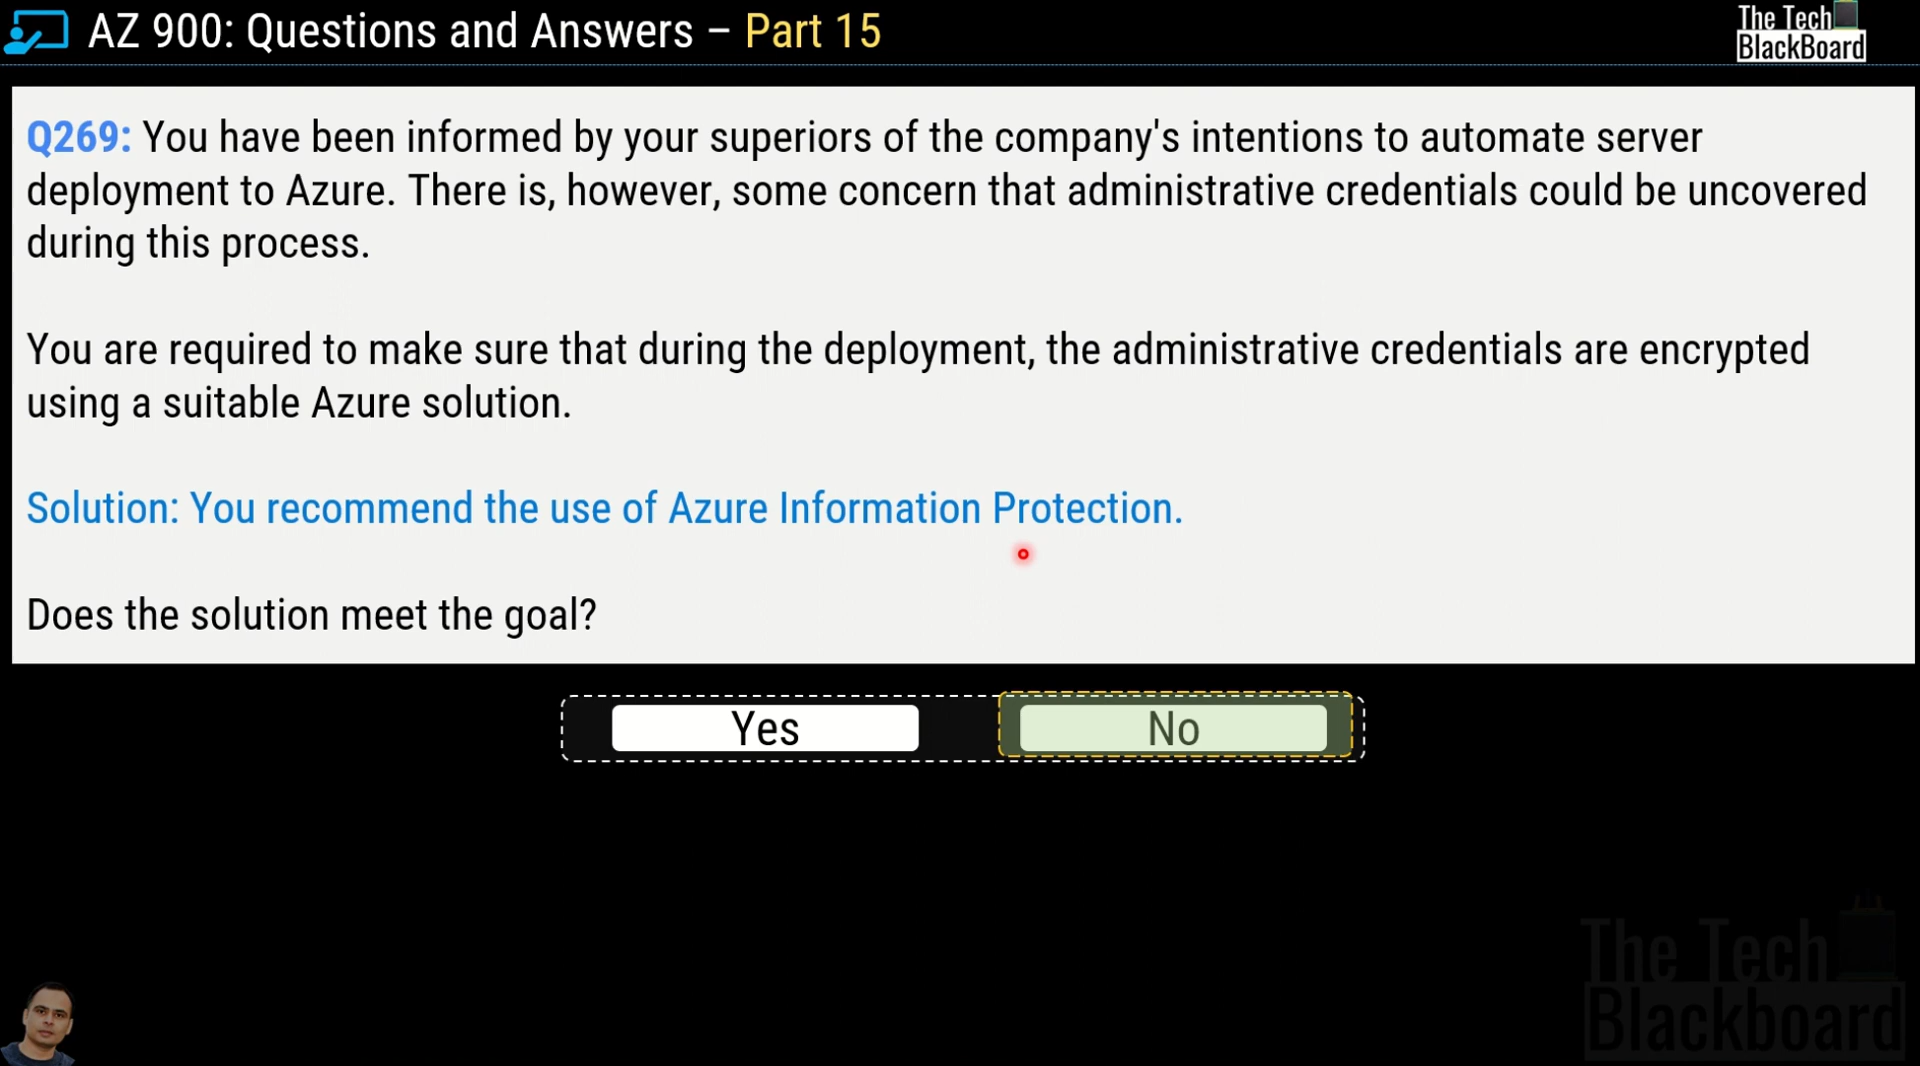 AZ 900: Questions and Answers – Part 15
The Tech
BlackBoard
Q269: You have been informed by your superiors of the company's intentions to automate server
deployment to Azure. There is, however, some concern that administrative credentials could be uncovered
during this process.
You are required to make sure that during the deployment, the administrative credentials are encrypted
using a suitable Azure solution.
Solution: You recommend the use of Azure Information Protection.
Does the solution meet the goal?
Yes
No
The Tech
Blackboard